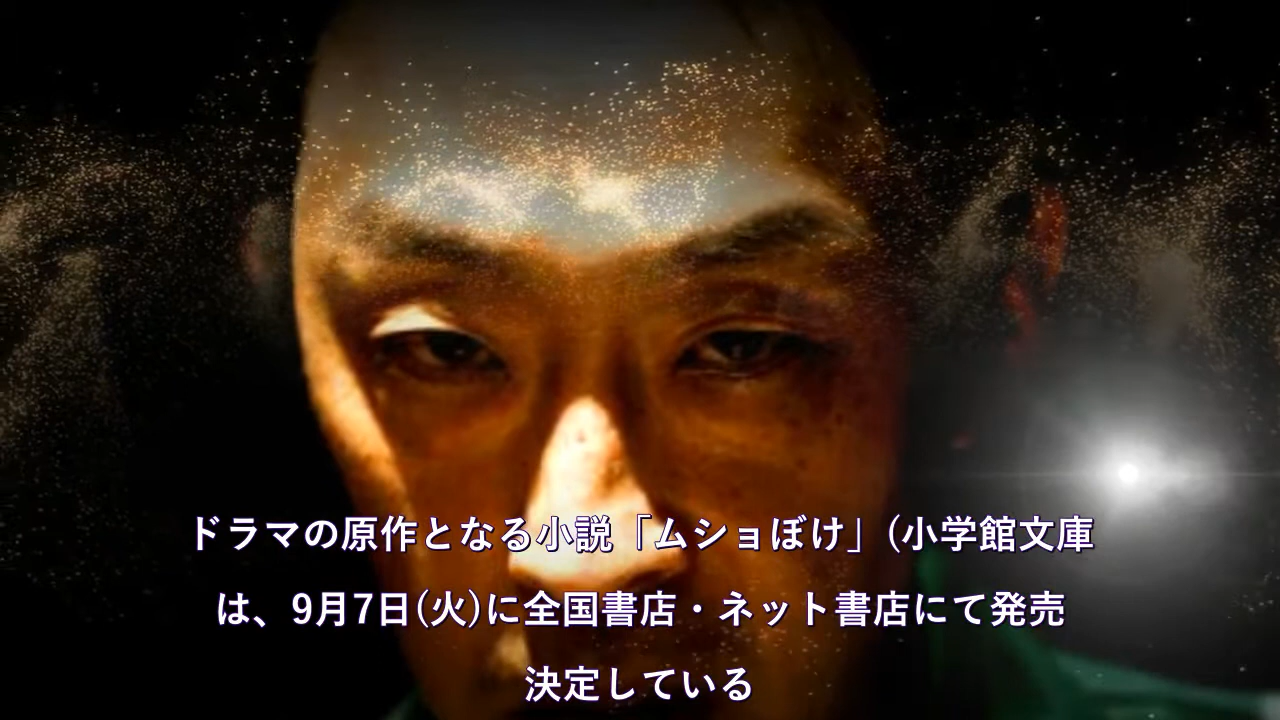 ドラマの原作となる小説「ムショぼけ」(小学館文庫
は、9月7日(火)に全国書店・ネット書店にて発売
決定している